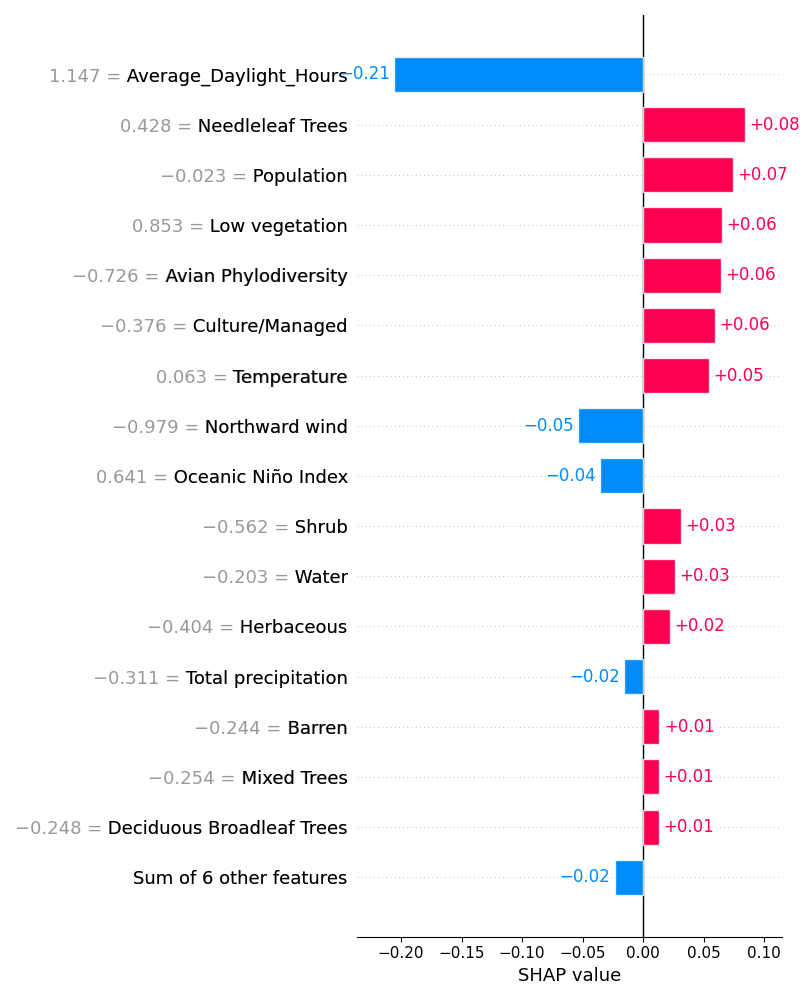 1.147 = Average_Daylight_Hours −0.21
0.428 = Needleleaf Trees +0.08
−0.023 = Population +0.07
0.853 = Low vegetation +0.06
−0.726 = Avian Phylodiversity +0.06
−0.376 = Culture/Managed +0.06
0.063 = Temperature +0.05
−0.979 = Northward wind −0.05
0.641 = Oceanic Niño Index −0.04
−0.562 = Shrub +0.03
−0.203 = Water +0.03
−0.404 = Herbaceous +0.02
−0.311 = Total precipitation −0.02
−0.244 = Barren +0.01
−0.254 = Mixed Trees +0.01
−0.248 = Deciduous Broadleaf Trees +0.01
Sum of 6 other features −0.02
−0.20 −0.15 −0.10 −0.05 0.00 0.05 0.10
SHAP value